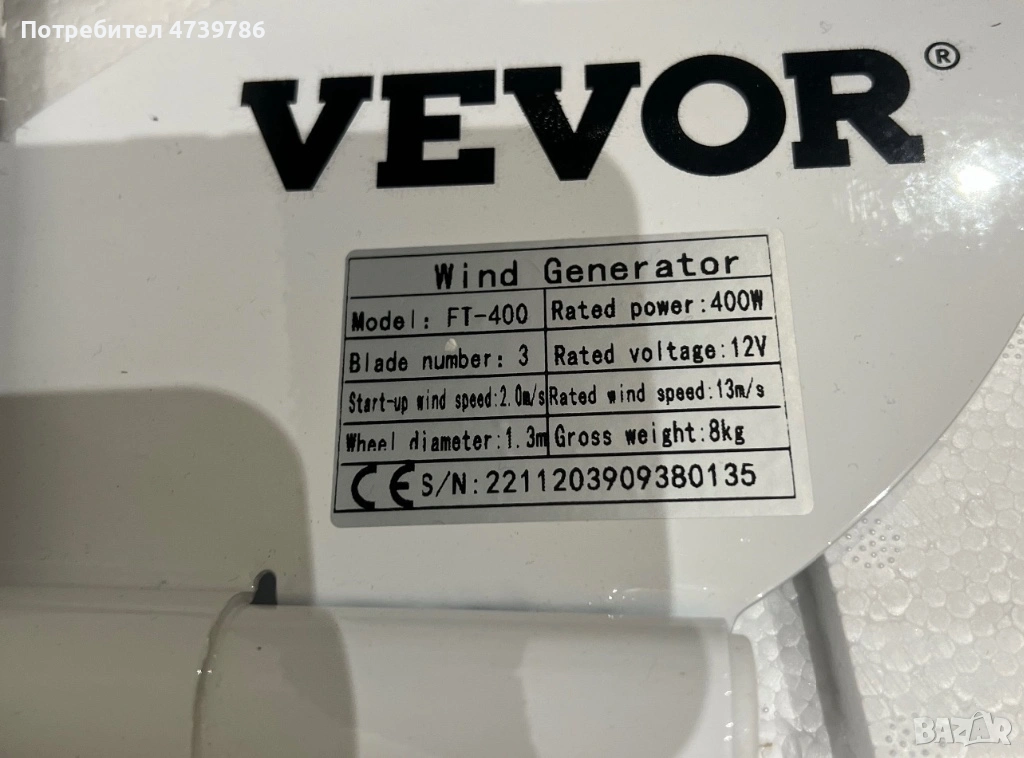 Потребител 4739786
VEVOR®
Wind Generator
Model: FT-400 Rated power:400W
Blade number: 3 Rated voltage:12V
Start-up wind speed:2.0m/s Rated wind speed:13m/s
Wheel diameter:1.3m Gross weight:8kg
CE S/N:2211203909380135
BAZAR